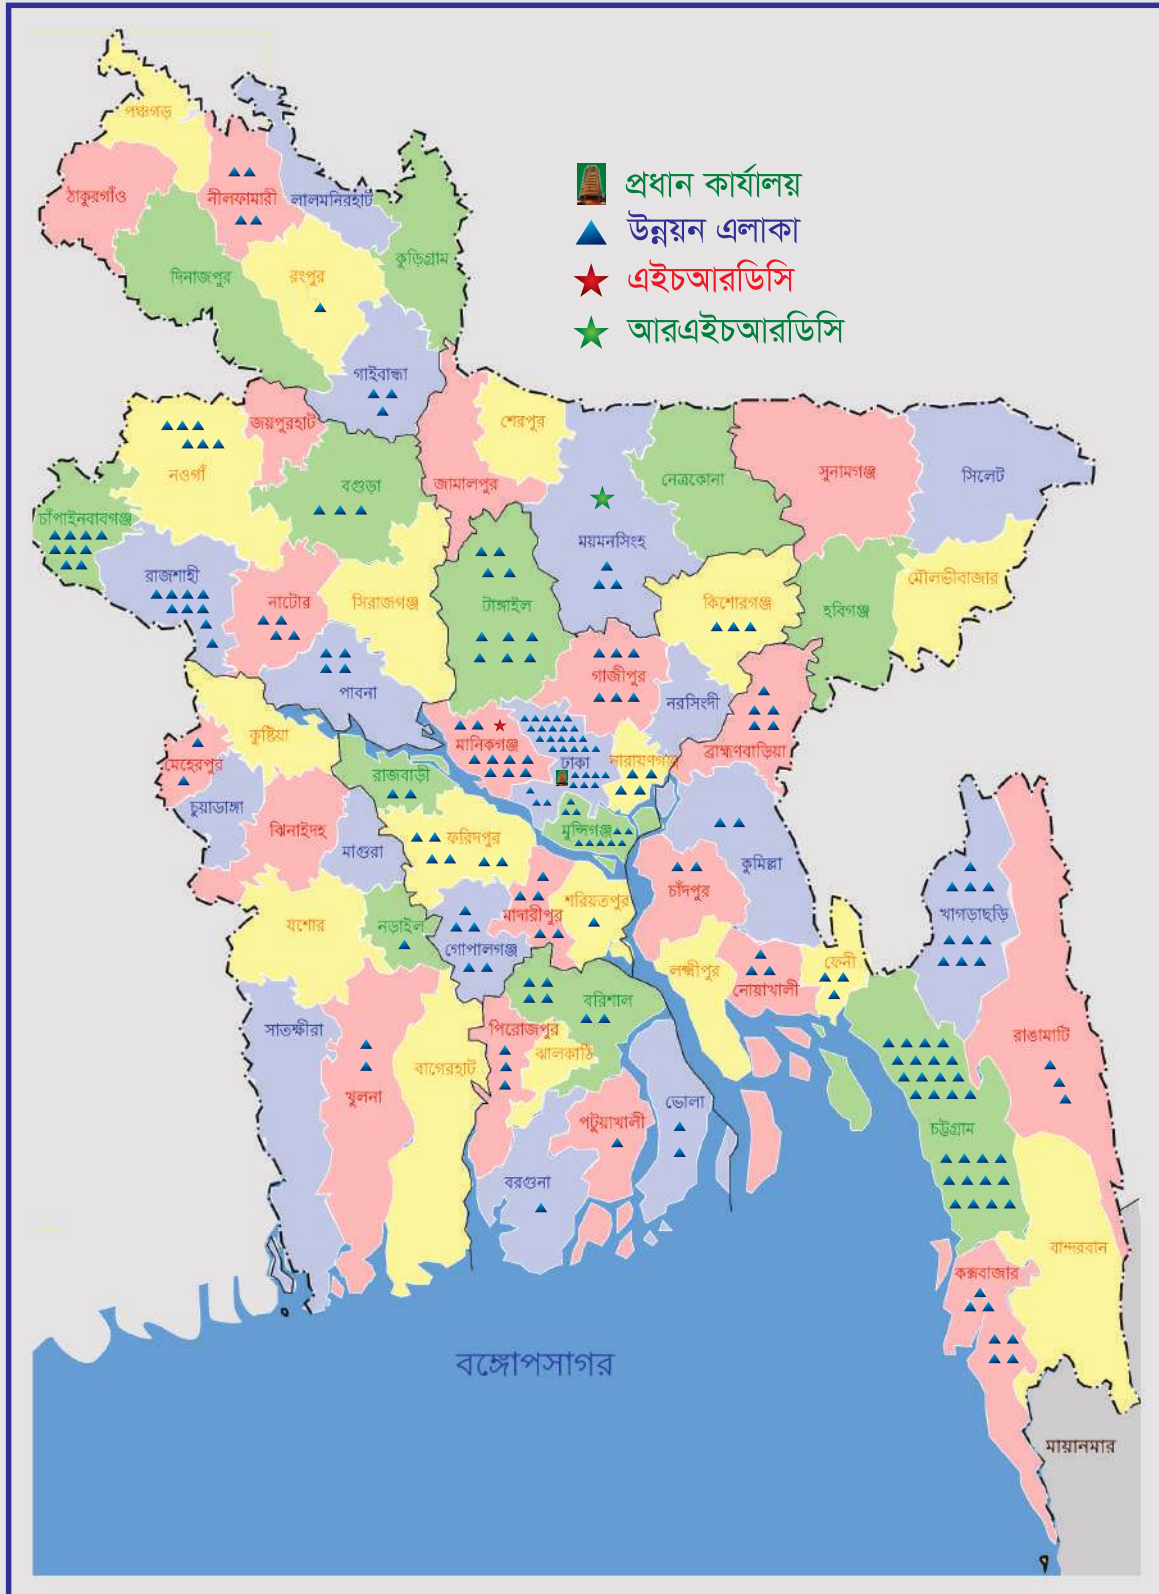 প্রধান কার্যালয়
উন্নয়ন এলাকা
এইচআরডিসি
আরএইচআরডিসি
পঞ্চগড়
ঠাকুরগাঁও
নীলফামারী
লালমনিরহাট
কুড়িগ্রাম
দিনাজপুর
রংপুর
গাইবান্ধা
জয়পুরহাট
নওগাঁ
বগুড়া
জামালপুর
শেরপুর
নেত্রকোনা
সুনামগঞ্জ
সিলেট
চাঁপাইনবাবগঞ্জ
ময়মনসিংহ
রাজশাহী
নাটোর
সিরাজগঞ্জ
টাঙ্গাইল
কিশোরগঞ্জ
হবিগঞ্জ
মৌলভীবাজার
পাবনা
গাজীপুর
নরসিংদী
কুষ্টিয়া
মানিকগঞ্জ
ঢাকা
নারায়ণগঞ্জ
ব্রাহ্মণবাড়িয়া
মেহেরপুর
রাজবাড়ী
চুয়াডাঙ্গা
ঝিনাইদহ
মাগুরা
ফরিদপুর
মুন্সিগঞ্জ
কুমিল্লা
চাঁদপুর
যশোর
নড়াইল
গোপালগঞ্জ
মাদারীপুর
শরিয়তপুর
খাগড়াছড়ি
লক্ষ্মীপুর
নোয়াখালী
ফেনী
সাতক্ষীরা
খুলনা
বাগেরহাট
পিরোজপুর
বরিশাল
ঝালকাঠি
রাঙামাটি
ভোলা
পটুয়াখালী
চট্টগ্রাম
বরগুনা
বান্দরবান
কক্সবাজার
বঙ্গোপসাগর
মায়ানমার